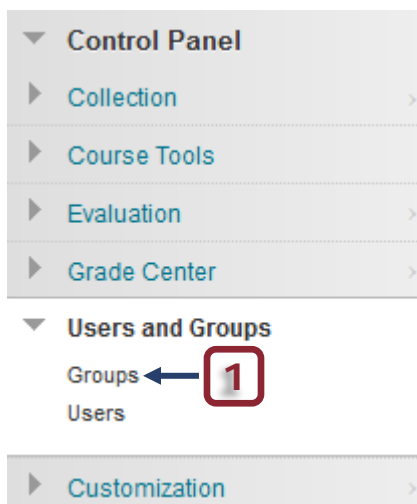 Control Panel
Collection
Course Tools
Evaluation
Grade Center
Users and Groups
Groups 1
Users
Customization